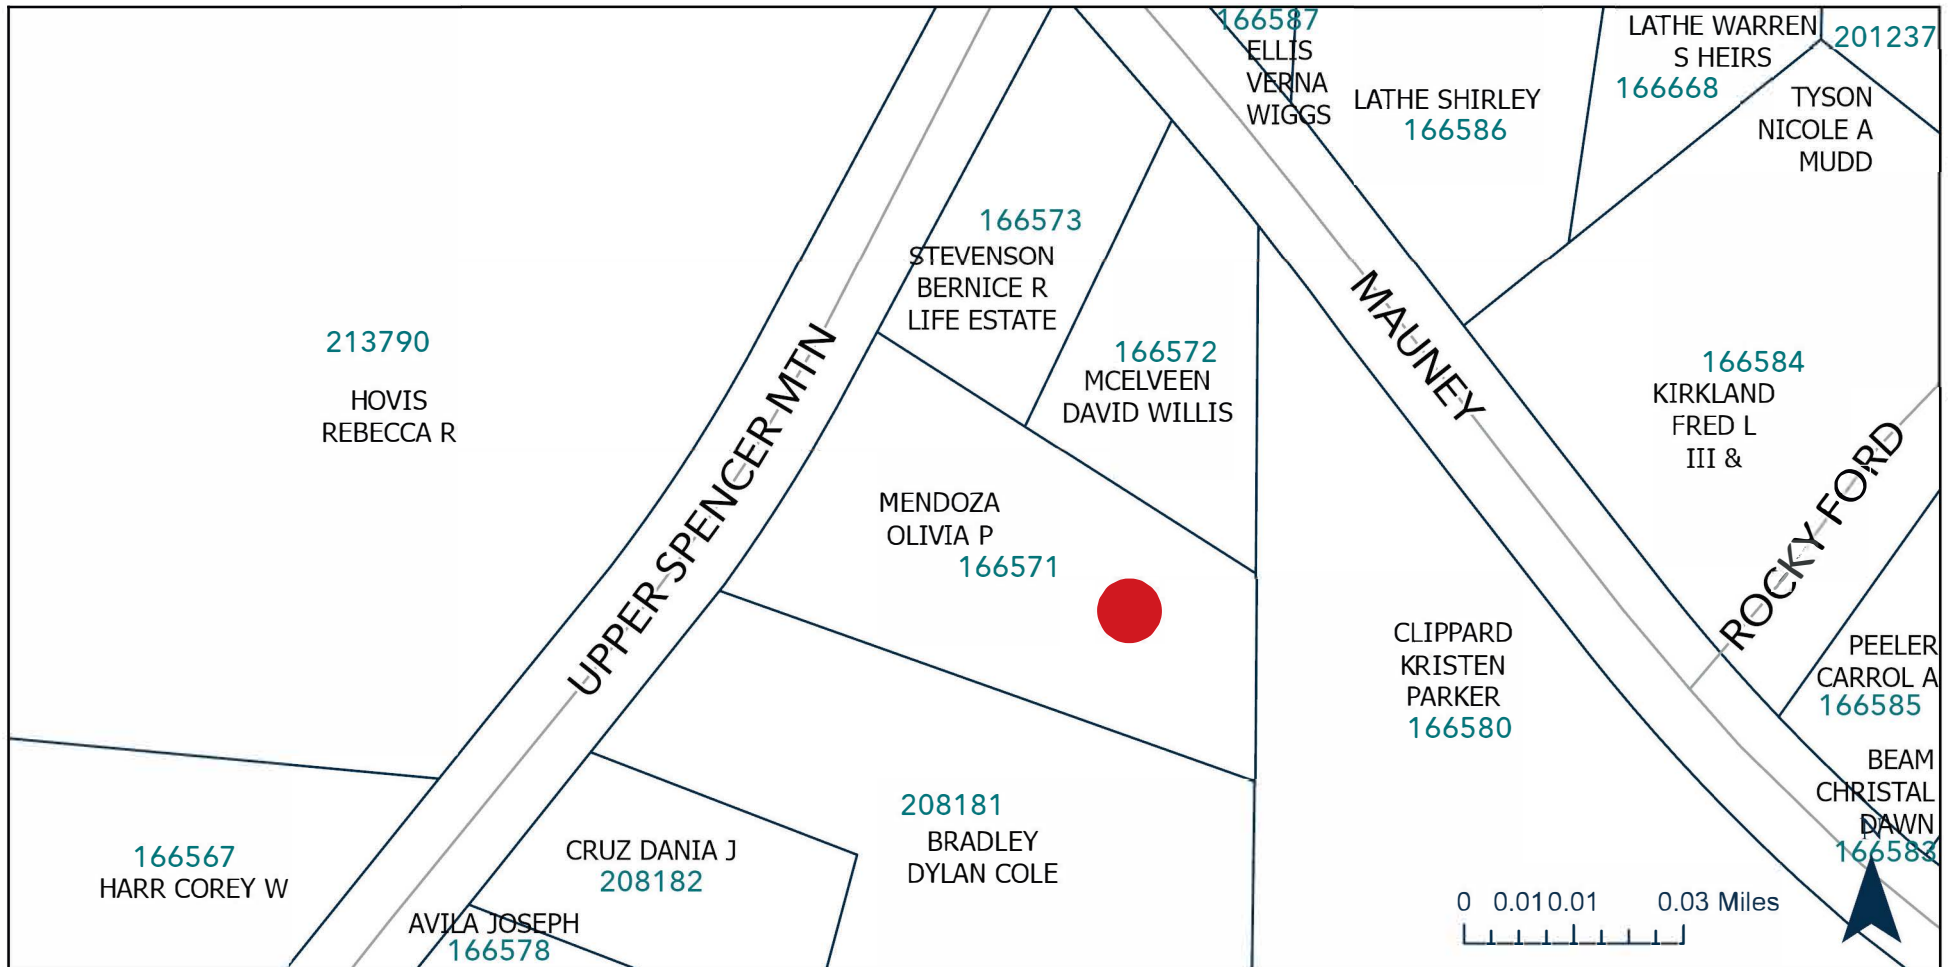 166587
ELLIS
VERNA
WIGGS
LATHE SHIRLEY
166586
LATHE WARREN
S HEIRS
166668
201237
TYSON
NICOLE A
MUDD
166573
STEVENSON
BERNICE R
LIFE ESTATE
213790
HOVIS
REBECCA R
166572
MCELVEEN
DAVID WILLIS
MAUNEY
166584
KIRKLAND
FRED L
III &
UPPER SPENCER MTN
ROCKY FORD
MENDOZA
OLIVIA P
166571
CLIPPARD
KRISTEN
PARKER
166580
PEELER
CARROL A
166585
BEAM
CHRISTAL
DAWN
166583
208181
BRADLEY
DYLAN COLE
CRUZ DANIA J
208182
166567
HARR COREY W
AVILA JOSEPH
166578
N
0 0.01 0.01 0.03 Miles